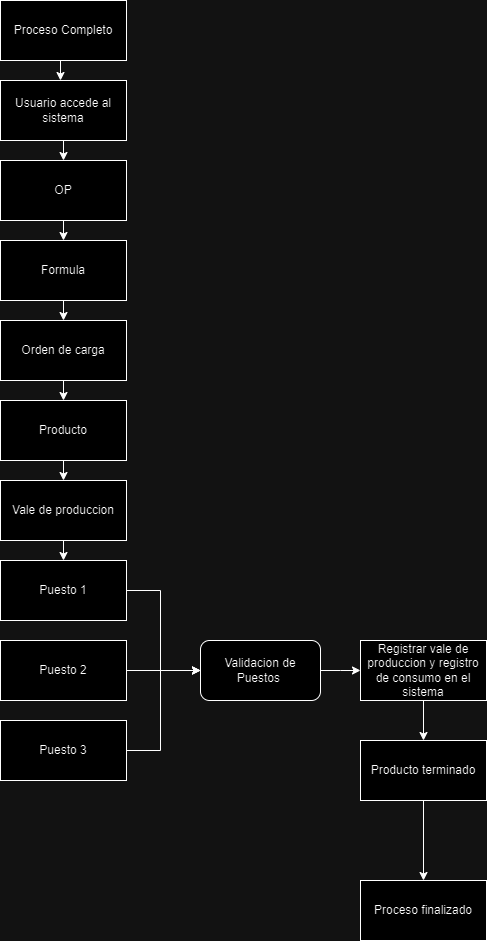 Proceso Completo
Usuario accede al
sistema
OP
Formula
Orden de carga
Producto
Vale de produccion
Puesto 1
Puesto 2
Puesto 3
Validacion de
Puestos
Registrar vale de
produccion y registro
de consumo en el
sistema
Producto terminado
Proceso finalizado